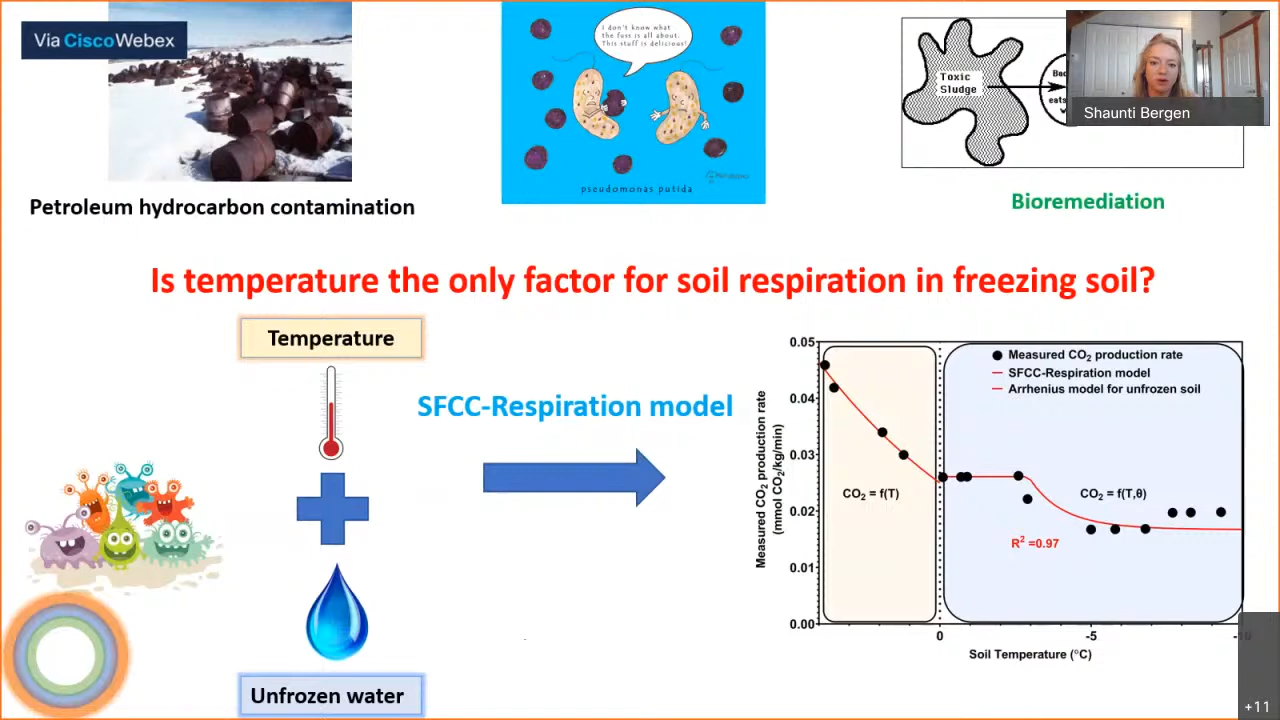 Via CiscoWebex
I don't know what
the fuss is all about.
This stuff is delicious!
pseudomonas putida
Toxic
Sludge
eats
Shaunti Bergen
Petroleum hydrocarbon contamination
Bioremediation
Is temperature the only factor for soil respiration in freezing soil?
Temperature
SFCC-Respiration model
Unfrozen water
Measured CO2 production rate
(mmol CO2/kg/min)
0.05
0.04
0.03
0.02
0.01
0.00
Measured CO2 production rate
SFCC-Respiration model
Arrhenius model for unfrozen soil
CO2 = f(T)
CO2 = f(T,θ)
R2 =0.97
0
-5
-10
Soil Temperature (°C)
+11